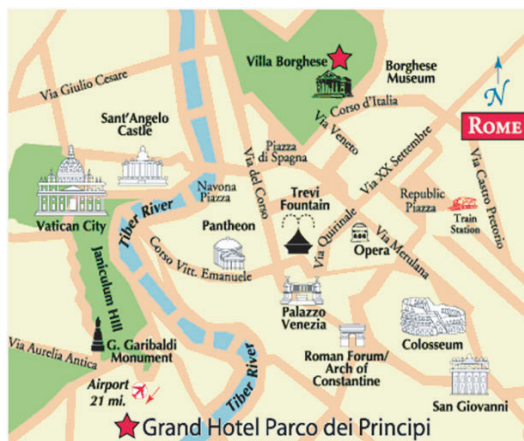 Villa Borghese
Borghese
Museum
Via Giulio Cesare
Corso d'Italia
N
ROME
Sant'Angelo
Castle
Piazza
di Spagna
Via Veneto
Via XX Settembre
Via Castro Pretorio
Navona
Piazza
Via del Corso
Trevi
Fountain
Republic
Piazza
Train
Station
Vatican City
Tiber River
Pantheon
Via Quirinale
Opera
Via Merulana
Janiculum Hill
Corso Vitt. Emanuele
Palazzo
Venezia
Colosseum
G. Garibaldi
Monument
Via Aurelia Antica
Roman Forum/
Arch of
Constantine
Airport
21 mi.
Tiber River
San Giovanni
Grand Hotel Parco dei Principi